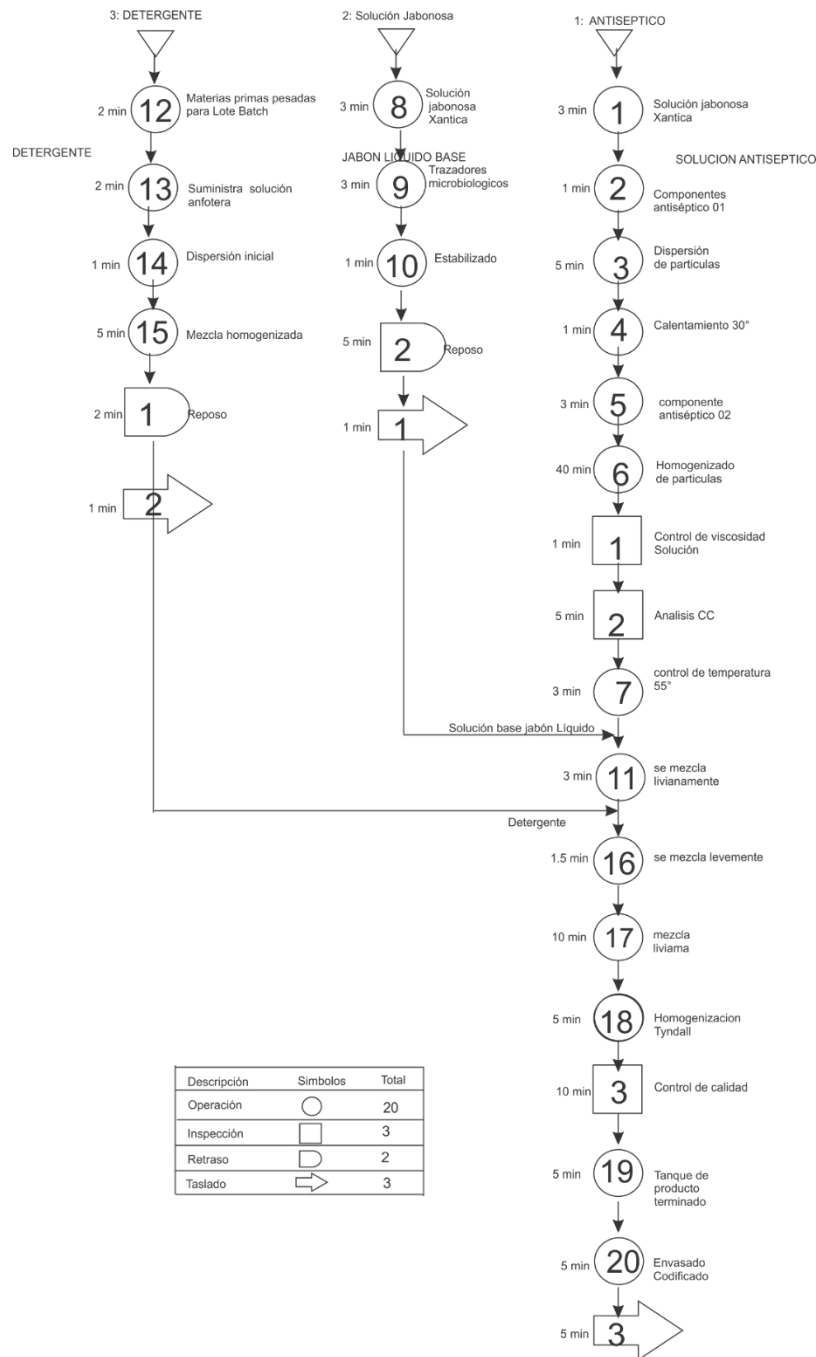 3: DETERGENTE
2 min
12
Materias primas pesadas
para Lote Batch
DETERGENTE
2 min
13
Suministra solución
anfotera
1 min
14
Dispersión inicial
5 min
15
Mezcla homogenizada
2 min
1
Reposo
1 min
2
2: Solución Jabonosa
3 min
8
Solución
jabonosa
Xantica
JABON LIQUIDO BASE
3 min
9
Trazadores
microbiologicos
1 min
10
Estabilizado
5 min
2
Reposo
1 min
1
1: ANTISEPTICO
3 min
1
Solución jabonosa
Xantica
SOLUCION ANTISEPTICO
1 min
2
Componentes
antiséptico 01
5 min
3
Dispersión
de particulas
1 min
4
Calentamiento 30°
3 min
5
componente
antiséptico 02
40 min
6
Homogenizado
de particulas
1 min
1
Control de viscosidad
Solución
5 min
2
Analisis CC
3 min
7
control de temperatura
55°
Solución base jabón Líquido
3 min
11
se mezcla
livianamente
Detergente
1.5 min
16
se mezcla levemente
10 min
17
mezcla
liviama
5 min
18
Homogenizacion
Tyndall
10 min
3
Control de calidad
5 min
19
Tanque de
producto
terminado
5 min
20
Envasado
Codificado
5 min
3
Descripción Simbolos Total
Operación 20
Inspección 3
Retraso 2
Taslado 3